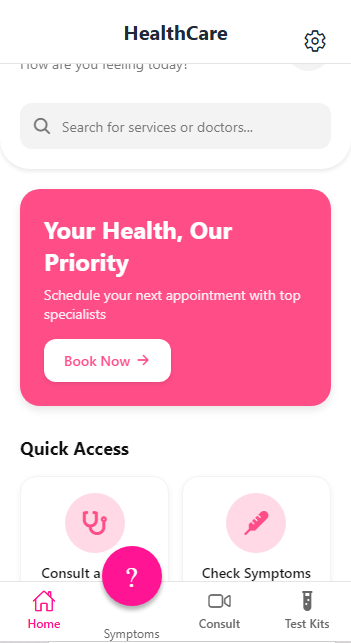 HealthCare
How are you feeling today?
Search for services or doctors...
Your Health, Our
Priority
Schedule your next appointment with top
specialists
Book Now →
Quick Access
Consult a
Check Symptoms
?
Home
Symptoms
Consult
Test Kits